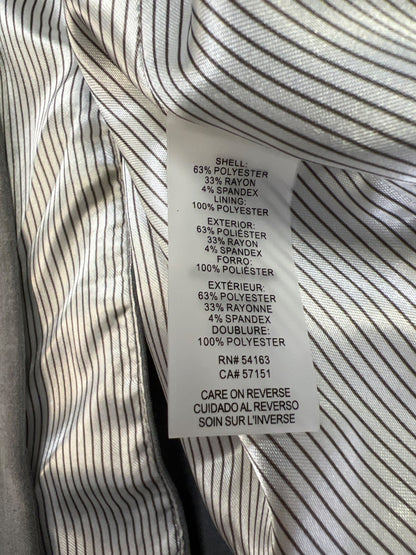 SHELL:
63% POLYESTER
33% RAYON
4% SPANDEX
LINING:
100% POLYESTER
EXTERIOR:
63% POLIÉSTER
33% RAYON
4% SPANDEX
FORRO:
100% POLIÉSTER
EXTÉRIEUR:
63% POLYESTER
33% RAYONNE
4% SPANDEX
DOUBLURE:
100% POLYESTER
RN# 54163
CA# 57151
CARE ON REVERSE
CUIDADO AL REVERSO
SOIN SUR L'INVERSE